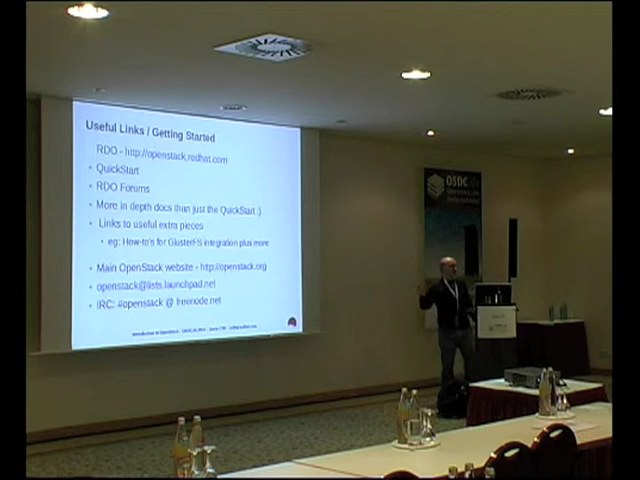 Useful Links / Getting Started
RDO - http://openstack.redhat.com
• QuickStart
• RDO Forums
• More in depth docs than just the QuickStart :)
• Links to useful extra pieces
• eg: How-to's for GlusterFS integration plus more
• Main OpenStack website - http://openstack.org
• openstack@lists.launchpad.net
• IRC: #openstack @ freenode.net
OSDC